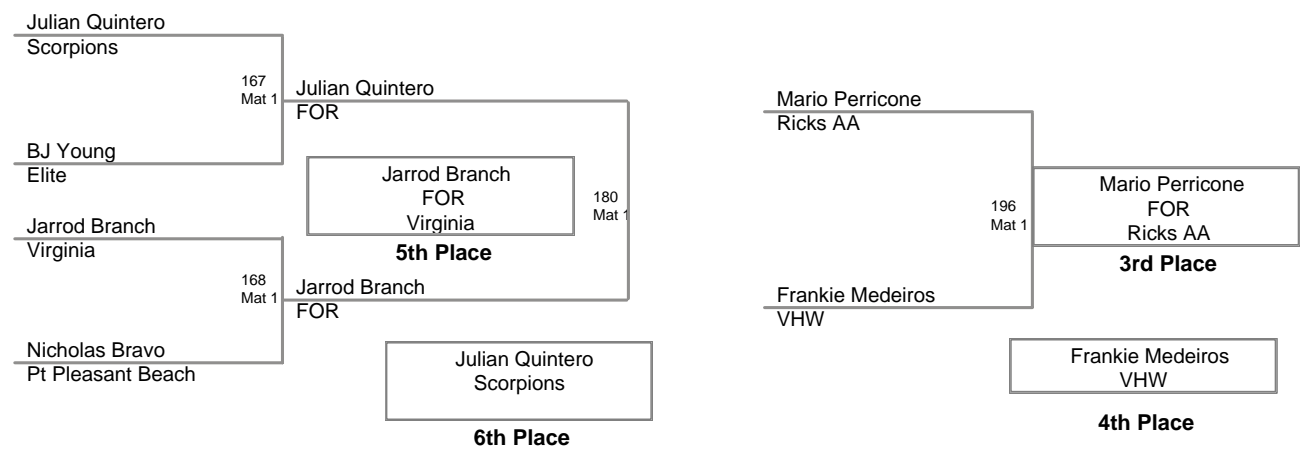 Julian Quintero
Scorpions
167
Mat 1
Julian Quintero
FOR
BJ Young
Elite
Jarrod Branch
FOR
Virginia
5th Place
180
Mat 1
Jarrod Branch
Virginia
168
Mat 1
Jarrod Branch
FOR
Nicholas Bravo
Pt Pleasant Beach
Julian Quintero
Scorpions
6th Place
Mario Perricone
Ricks AA
196
Mat 1
Mario Perricone
FOR
Ricks AA
3rd Place
Frankie Medeiros
VHW
Frankie Medeiros
VHW
4th Place